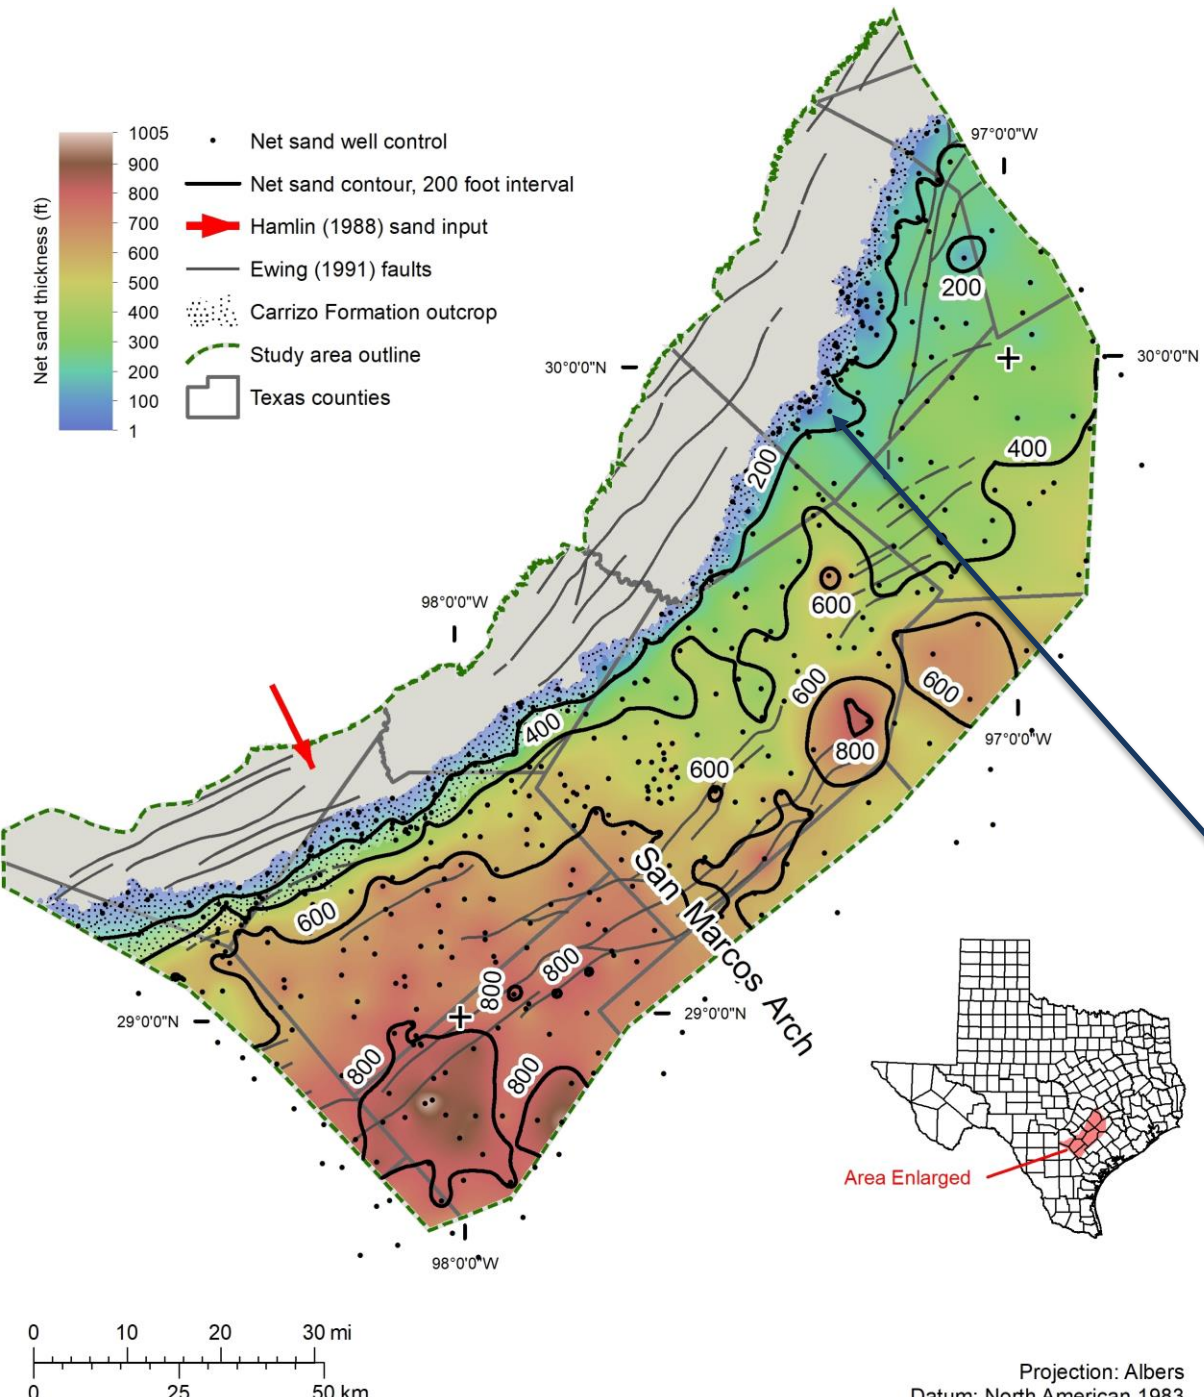 Net sand thickness (ft)
1005
900
800
700
600
500
400
300
200
100
1
Net sand well control
Net sand contour, 200 foot interval
Hamlin (1988) sand input
Ewing (1991) faults
Carrizo Formation outcrop
Study area outline
Texas counties
97°0'0"W
200
30°0'0"N
30°0'0"N
400
200
98°0'0"W
600
600
600
400
800
97°0'0"W
600
San Marcos Arch
600
800
800
29°0'0"N
29°0'0"N
800
800
Area Enlarged
98°0'0"W
0 10 20 30 mi
0 25 50 km
Projection: Albers
Datum: North American 1983